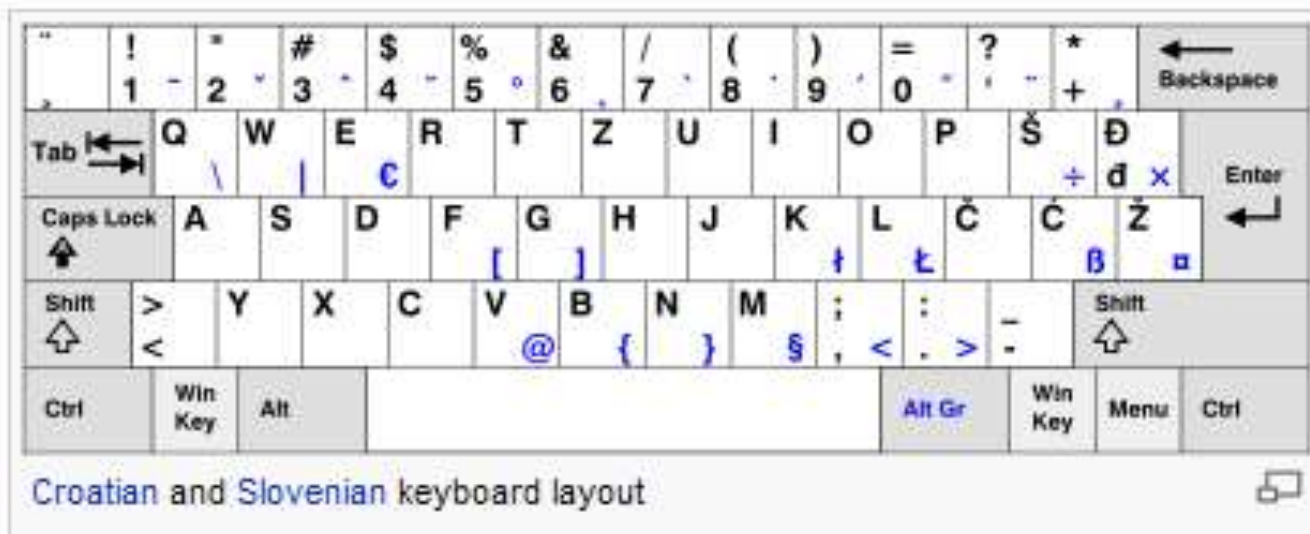 ¨ ! " # $ % & / ( ) = ? *
¸ 1 ~ 2 ˇ 3 ^ 4 ˘ 5 ° 6 ˛ 7 ` 8 ˙ 9 ´ 0 ˝ ' ¨ + ¸ Backspace
Tab Q \ W | E € R T Z U I O P Š ÷ Đ đ × Enter
Caps Lock A S D F [ G ] H J K ł L Ł Č Ć ß Ž ¤
Shift > < Y X C V @ B { N } M § ; , < : . > _ - Shift
Ctrl Win Key Alt Alt Gr Win Key Menu Ctrl
Croatian and Slovenian keyboard layout